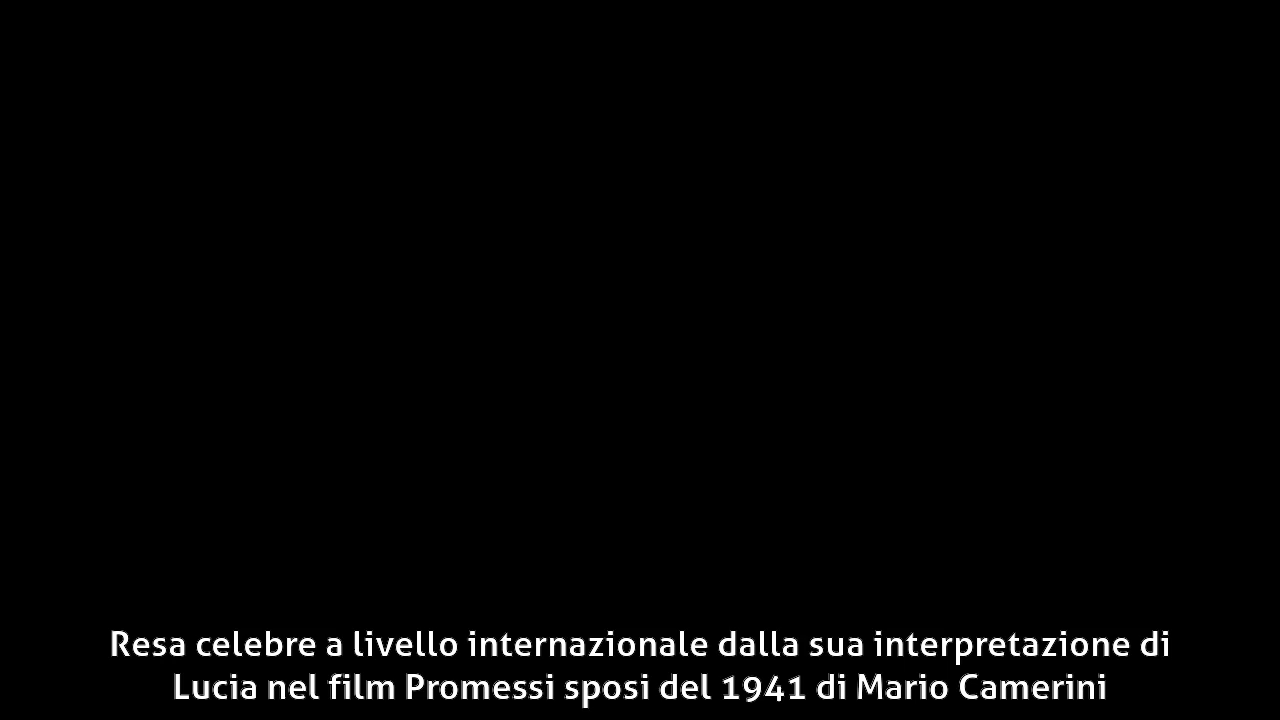 Resa celebre a livello internazionale dalla sua interpretazione di
Lucia nel film Promessi sposi del 1941 di Mario Camerini